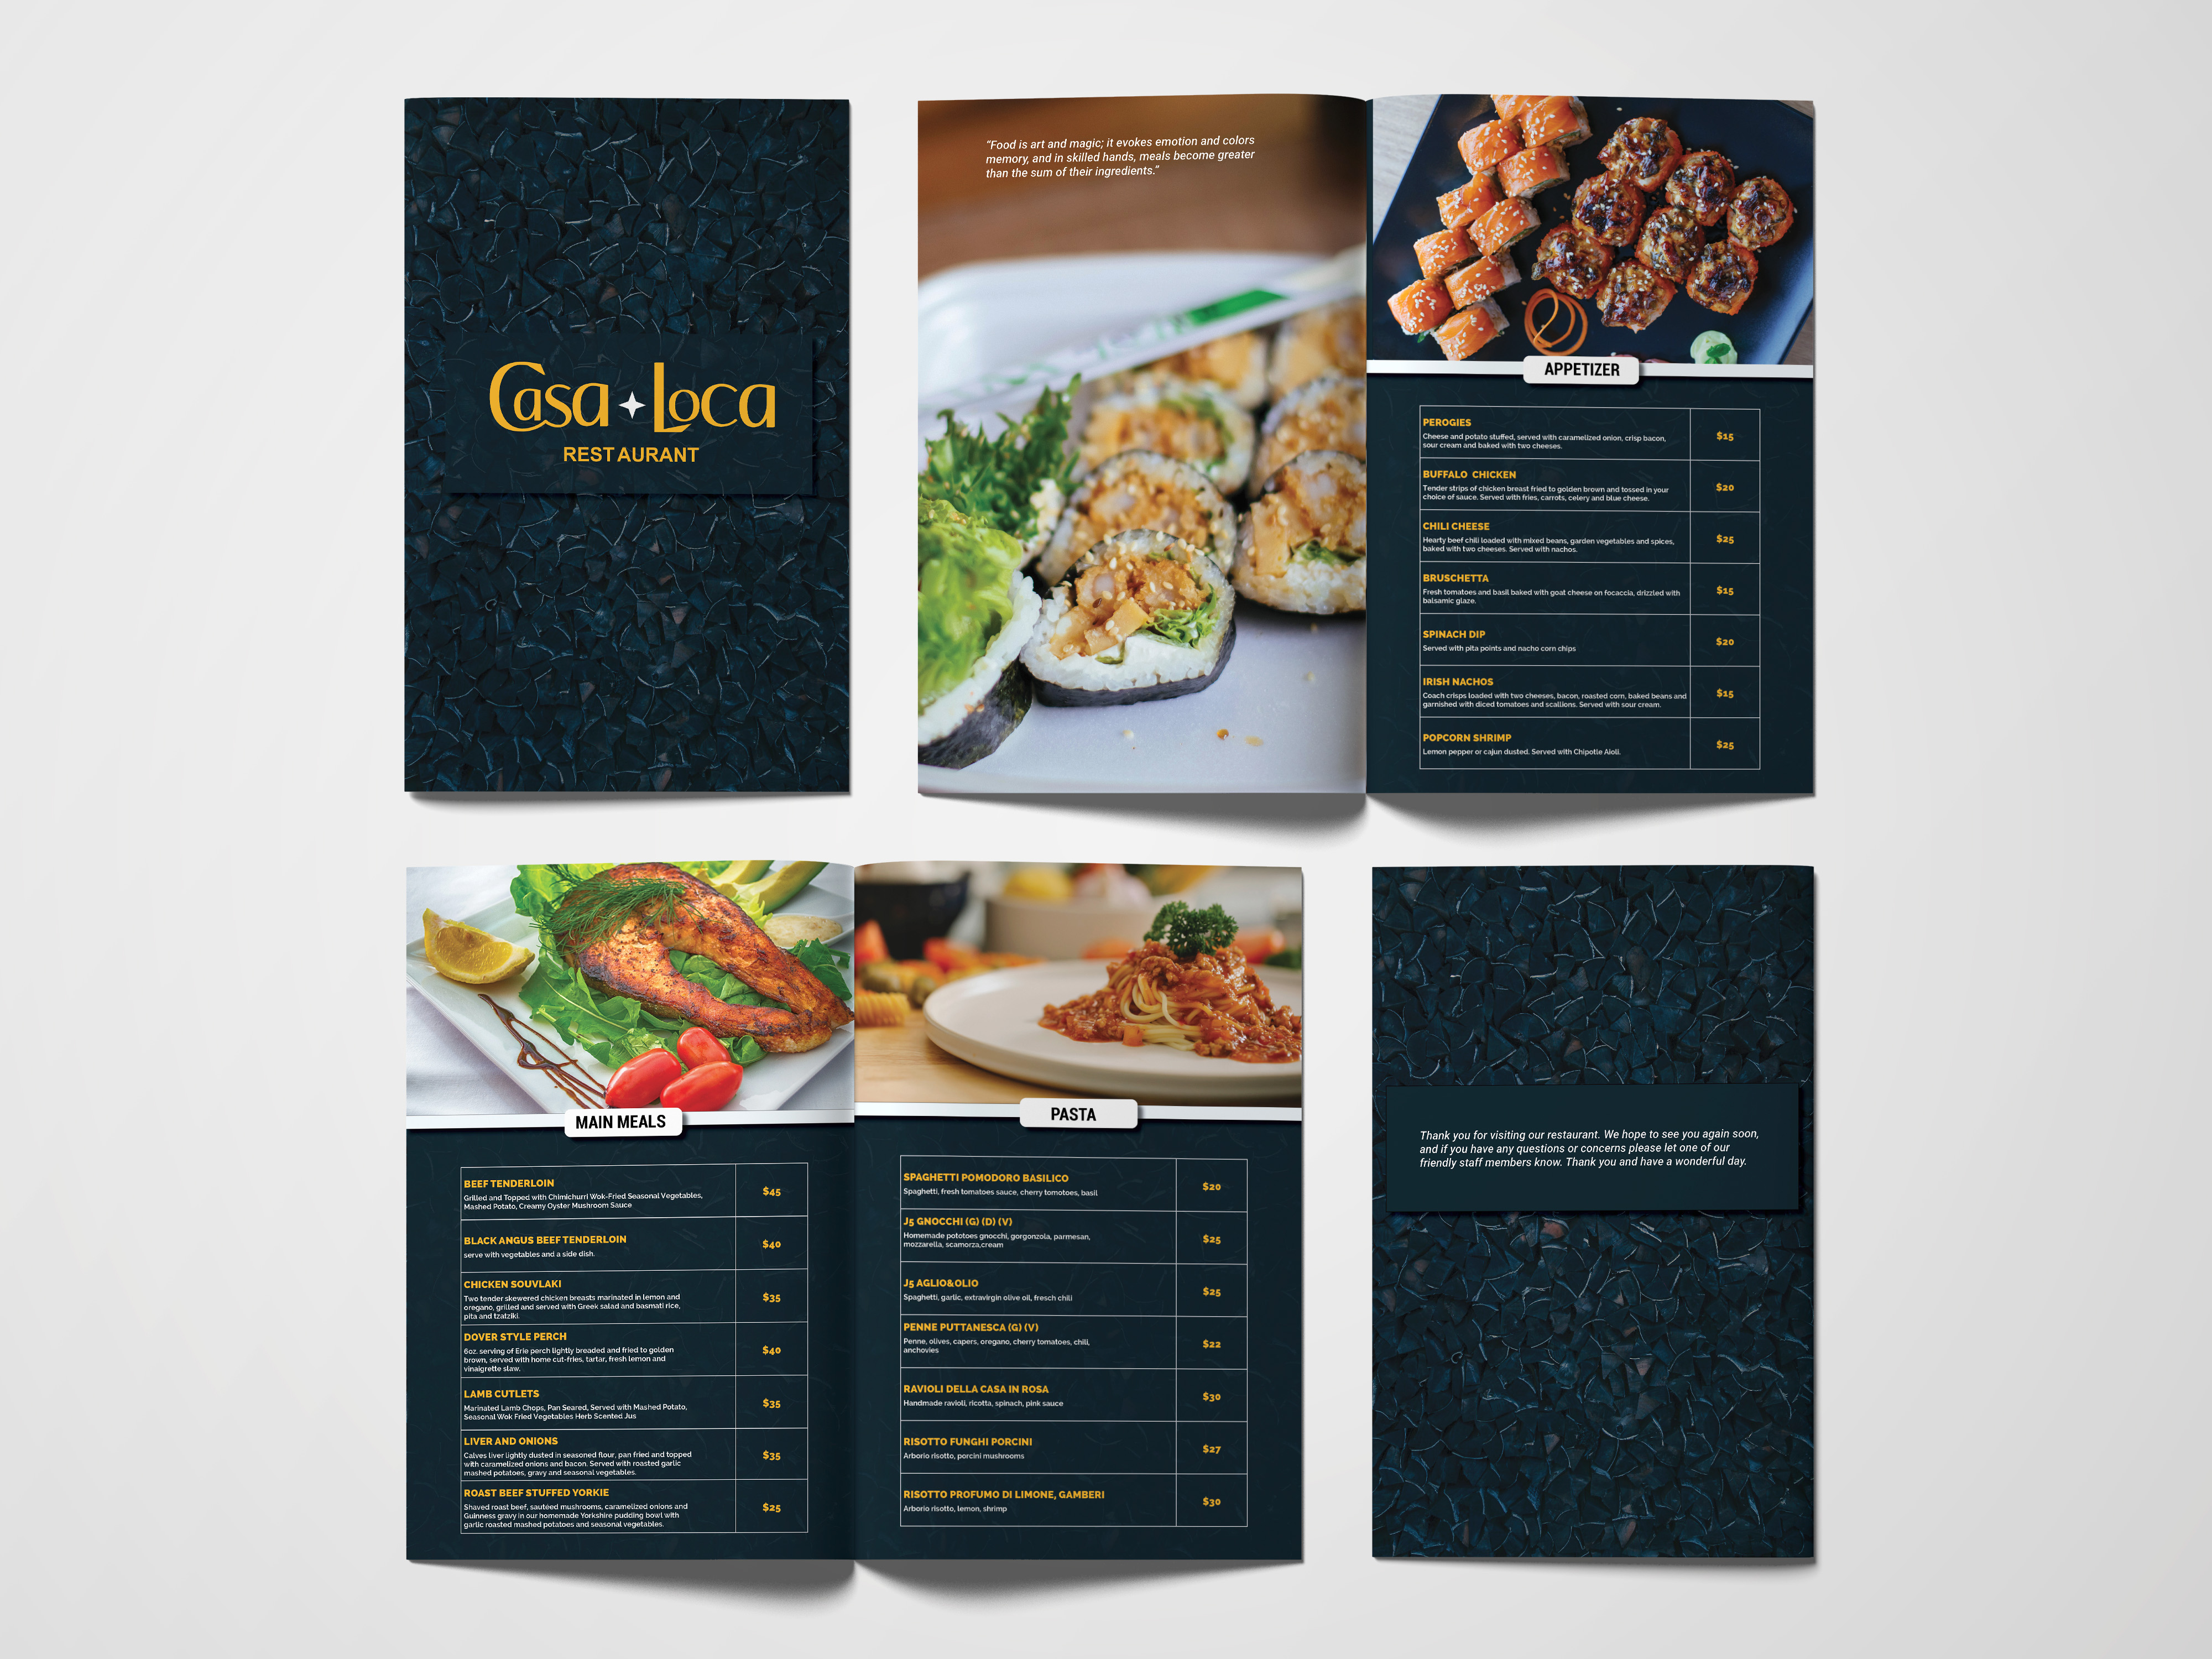 Casa Loca
RESTAURANT
“Food is art and magic; it evokes emotion and colors
memory, and in skilled hands, meals become greater
than the sum of their ingredients.”
APPETIZER
PEROGIES
Cheese and potato stuffed, served with caramelized onion, crisp bacon,
sour cream and baked with two cheeses.
$15
BUFFALO CHICKEN
Tender strips of chicken breast fried to golden brown and tossed in your
choice of sauce. Served with fries, carrots, celery and blue cheese.
$20
CHILI CHEESE
Hearty beef chili loaded with mixed beans, garden vegetables and spices,
baked with two cheeses. Served with nachos.
$25
BRUSCHETTA
Fresh tomatoes and basil baked with goat cheese on focaccia, drizzled with
balsamic glaze.
$15
SPINACH DIP
Served with pita points and nacho corn chips
$20
IRISH NACHOS
Coach crisps loaded with two cheeses, bacon, roasted corn, baked beans and
garnished with diced tomatoes and scallions. Served with sour cream.
$15
POPCORN SHRIMP
Lemon pepper or cajun dusted. Served with Chipotle Aioli.
$25
MAIN MEALS
BEEF TENDERLOIN
Grilled and Topped with Chimichurri Wok-Fried Seasonal Vegetables,
Mashed Potato, Creamy Oyster Mushroom Sauce
$45
BLACK ANGUS BEEF TENDERLOIN
serve with vegetables and a side dish.
$40
CHICKEN SOUVLAKI
Two tender skewered chicken breasts marinated in lemon and
oregano, grilled and served with Greek salad and basmati rice,
pita and tzatziki.
$35
DOVER STYLE PERCH
6oz. serving of Erie perch lightly breaded and fried to golden
brown, served with home cut-fries, tartar, fresh lemon and
vinaigrette slaw.
$40
LAMB CUTLETS
Marinated Lamb Chops, Pan Seared, Served with Mashed Potato,
Seasonal Wok Fried Vegetables Herb Scented Jus
$35
LIVER AND ONIONS
Calves liver lightly dusted in seasoned flour, pan fried and topped
with caramelized onions and bacon. Served with roasted garlic
mashed potatoes, gravy and seasonal vegetables.
$35
ROAST BEEF STUFFED YORKIE
Shaved roast beef, sautéed mushrooms, caramelized onions and
Guinness gravy in our homemade Yorkshire pudding bowl with
garlic roasted mashed potatoes and seasonal vegetables.
$25
PASTA
SPAGHETTI POMODORO BASILICO
Spaghetti, fresh tomatoes sauce, cherry tomotoes, basil
$20
J5 GNOCCHI (G) (D) (V)
Homemade pototoes gnocchi, gorgonzola, parmesan,
mozzarella, scamorza,cream
$25
J5 AGLIO&OLIO
Spaghetti, garlic, extravirgin olive oil, fresch chili
$25
PENNE PUTTANESCA (G) (V)
Penne, olives, capers, oregano, cherry tomatoes, chili,
anchovies
$22
RAVIOLI DELLA CASA IN ROSA
Handmade ravioli, ricotta, spinach, pink sauce
$30
RISOTTO FUNGHI PORCINI
Arborio risotto, porcini mushrooms
$27
RISOTTO PROFUMO DI LIMONE, GAMBERI
Arborio risotto, lemon, shrimp
$30
Thank you for visiting our restaurant. We hope to see you again soon,
and if you have any questions or concerns please let one of our
friendly staff members know. Thank you and have a wonderful day.